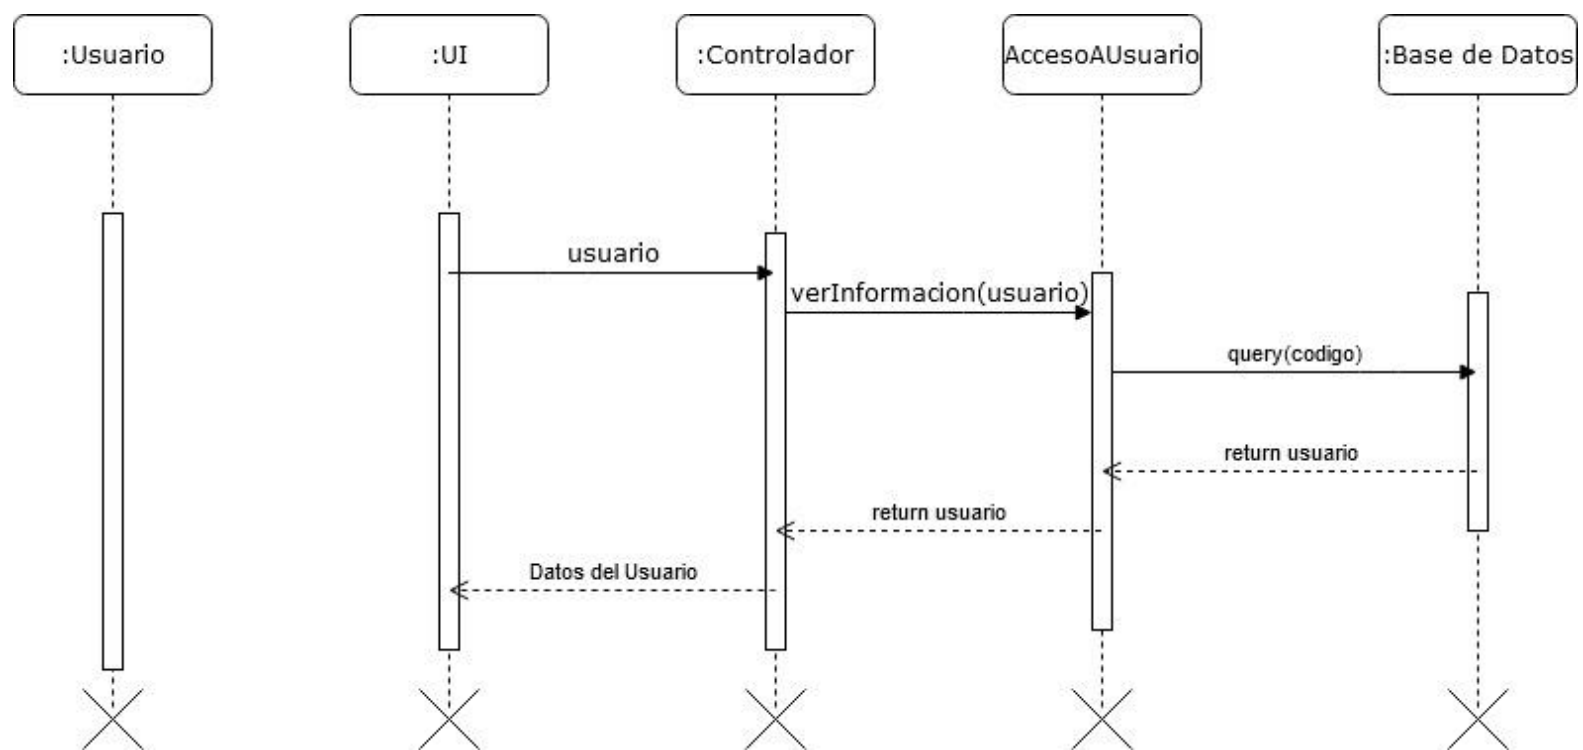 :Usuario
:UI
:Controlador
AccesoAUsuario
:Base de Datos
usuario
verInformacion(usuario)
query(codigo)
return usuario
return usuario
Datos del Usuario